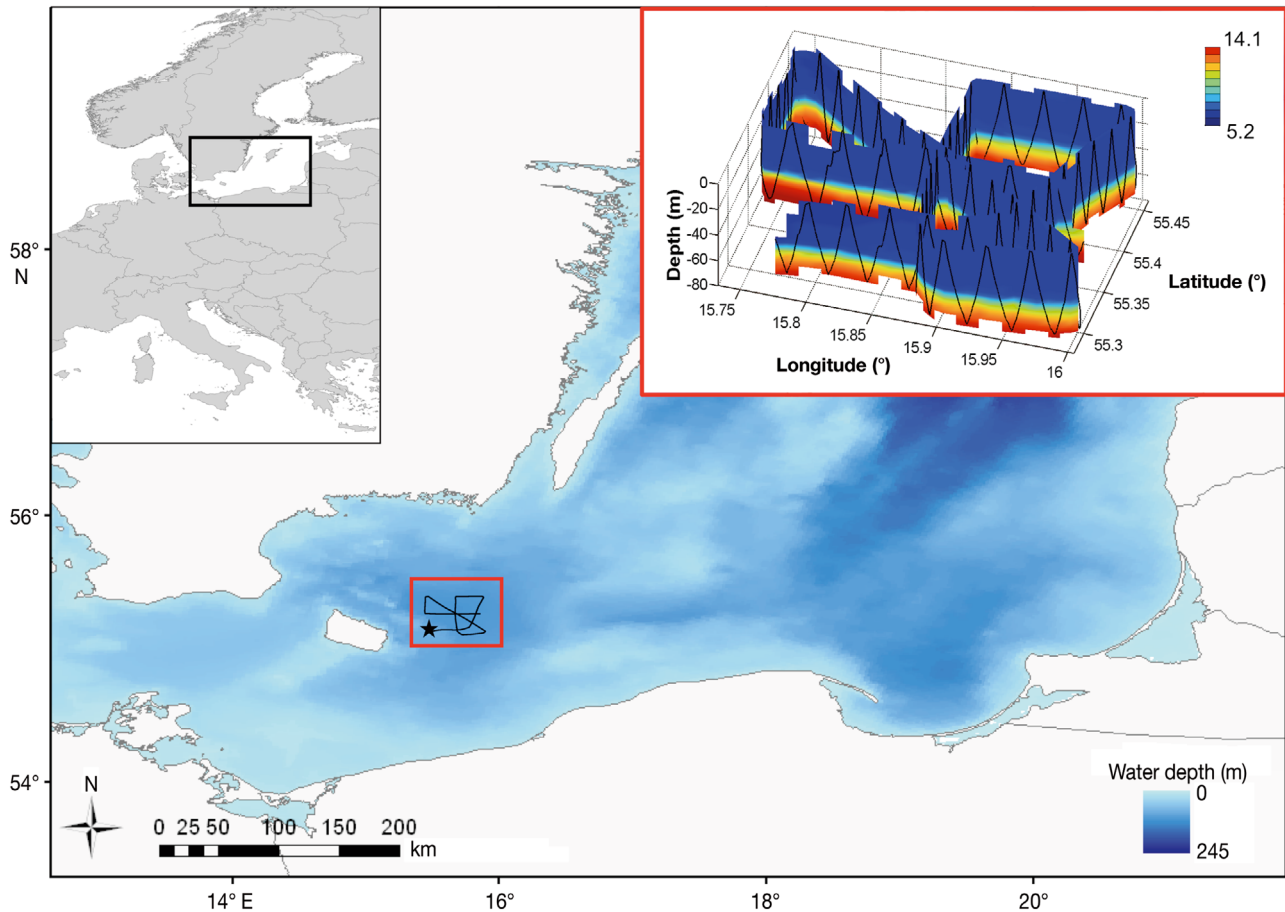 14.1
5.2
0
-20
-40
-60
-80
Depth (m)
15.75
15.8
15.85
15.9
15.95
16
Longitude (°)
55.45
55.4
55.35
55.3
Latitude (°)
58°
N
56°
54°
N
0 25 50 100 150 200
km
Water depth (m)
0
245
14° E
16°
18°
20°